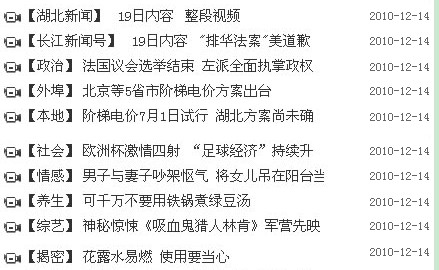 【湖北新闻】 19日内容 整段视频 2010-12-14
【长江新闻号】 19日内容 "排华法案"美道歉 2010-12-14
【政治】 法国议会选举结束 左派全面执掌政权 2010-12-14
【外埠】 北京等5省市阶梯电价方案出台 2010-12-14
【本地】 阶梯电价7月1日试行 湖北方案尚未确 2010-12-14
【社会】 欧洲杯激情四射 “足球经济”持续升 2010-12-14
【情感】 男子与妻子吵架怄气 将女儿吊在阳台坐 2010-12-14
【养生】 可千万不要用铁锅煮绿豆汤 2010-12-14
【综艺】 神秘惊悚《吸血鬼猎人林肯》军营先映 2010-12-14
【揭密】 花露水易燃 使用要当心 2010-12-14